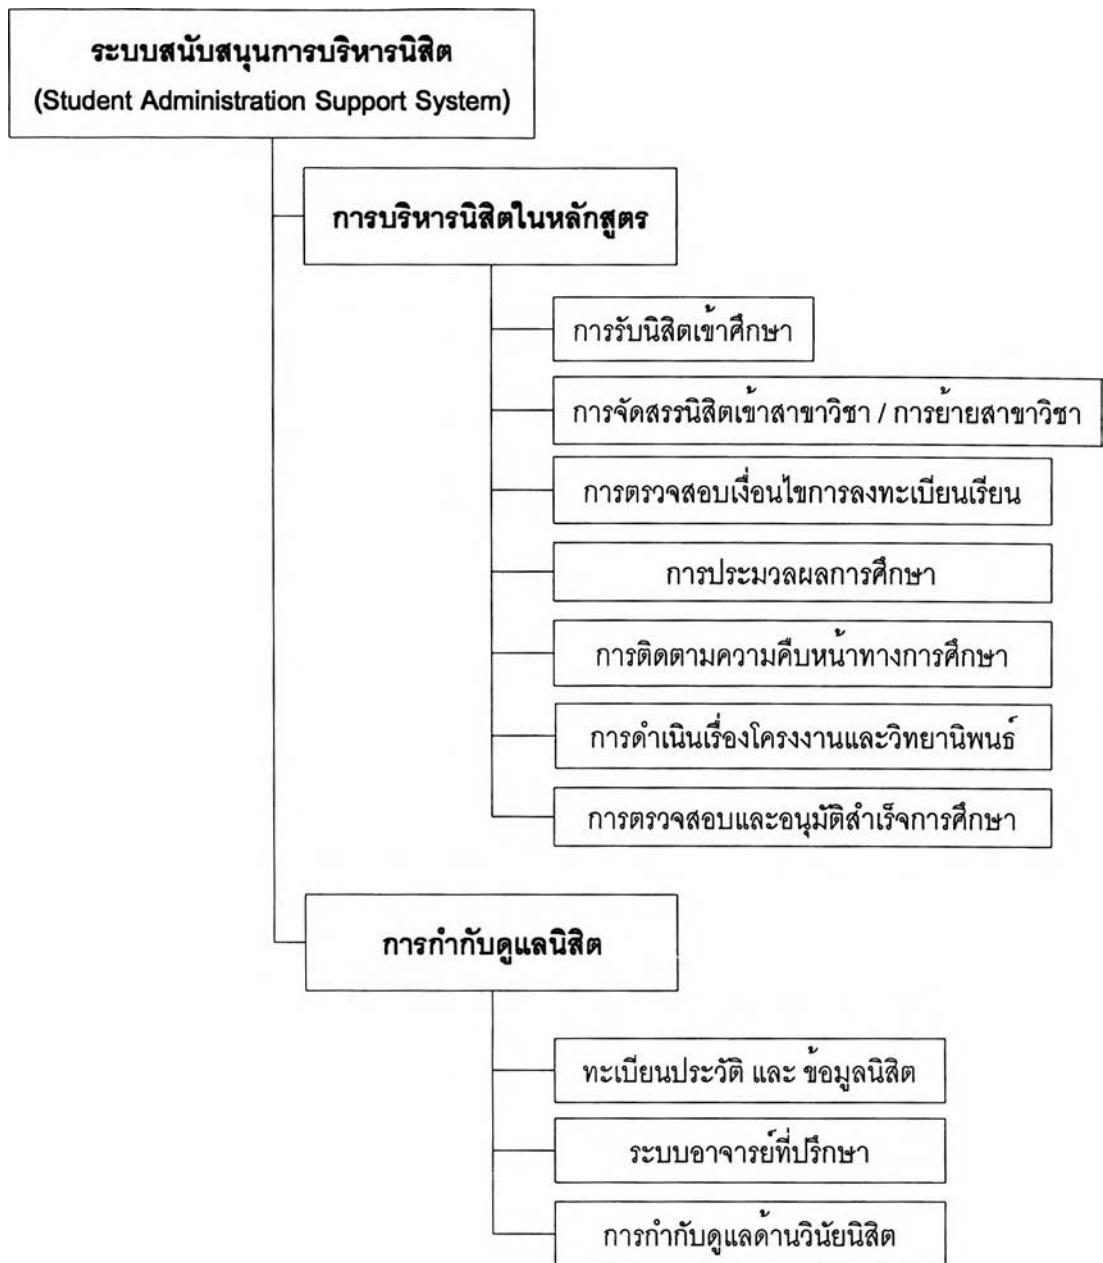 ระบบสนับสนุนการบริหารนิสิต
(Student Administration Support System)
การบริหารนิสิตในหลักสูตร
การรับนิสิตเข้าศึกษา
การจัดสรรนิสิตเข้าสาขาวิชา / การย้ายสาขาวิชา
การตรวจสอบเงื่อนไขการลงทะเบียนเรียน
การประมวลผลการศึกษา
การติดตามความคืบหน้าทางการศึกษา
การดำเนินเรื่องโครงงานและวิทยานิพนธ์
การตรวจสอบและอนุมัติสำเร็จการศึกษา
การกำกับดูแลนิสิต
ทะเบียนประวัติ และ ข้อมูลนิสิต
ระบบอาจารย์ที่ปรึกษา
การกำกับดูแลด้านวินัยนิสิต